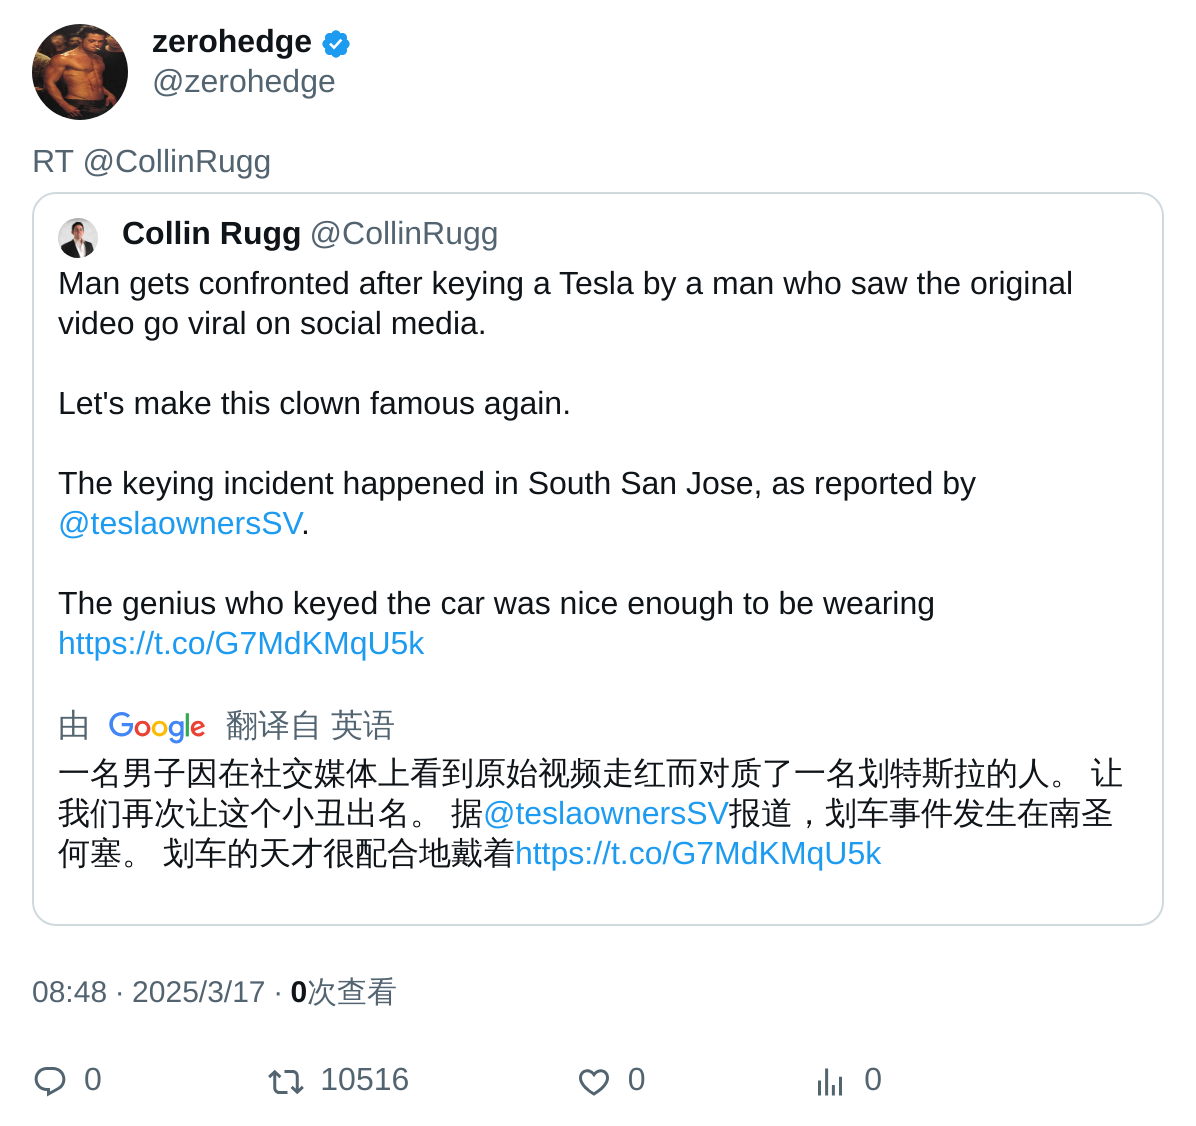 zerohedge
@zerohedge
RT @CollinRugg
Collin Rugg @CollinRugg
Man gets confronted after keying a Tesla by a man who saw the original
video go viral on social media.
Let's make this clown famous again.
The keying incident happened in South San Jose, as reported by
@teslaownersSV.
The genius who keyed the car was nice enough to be wearing
https://t.co/G7MdKMqU5k
由 Google 翻译自 英语
一名男子因在社交媒体上看到原始视频走红而对质了一名划特斯拉的人。 让
我们再次让这个小丑出名。 据@teslaownersSV报道，划车事件发生在南圣
何塞。 划车的天才很配合地戴着https://t.co/G7MdKMqU5k
08:48 · 2025/3/17 · 0次查看
0 10516 0 0